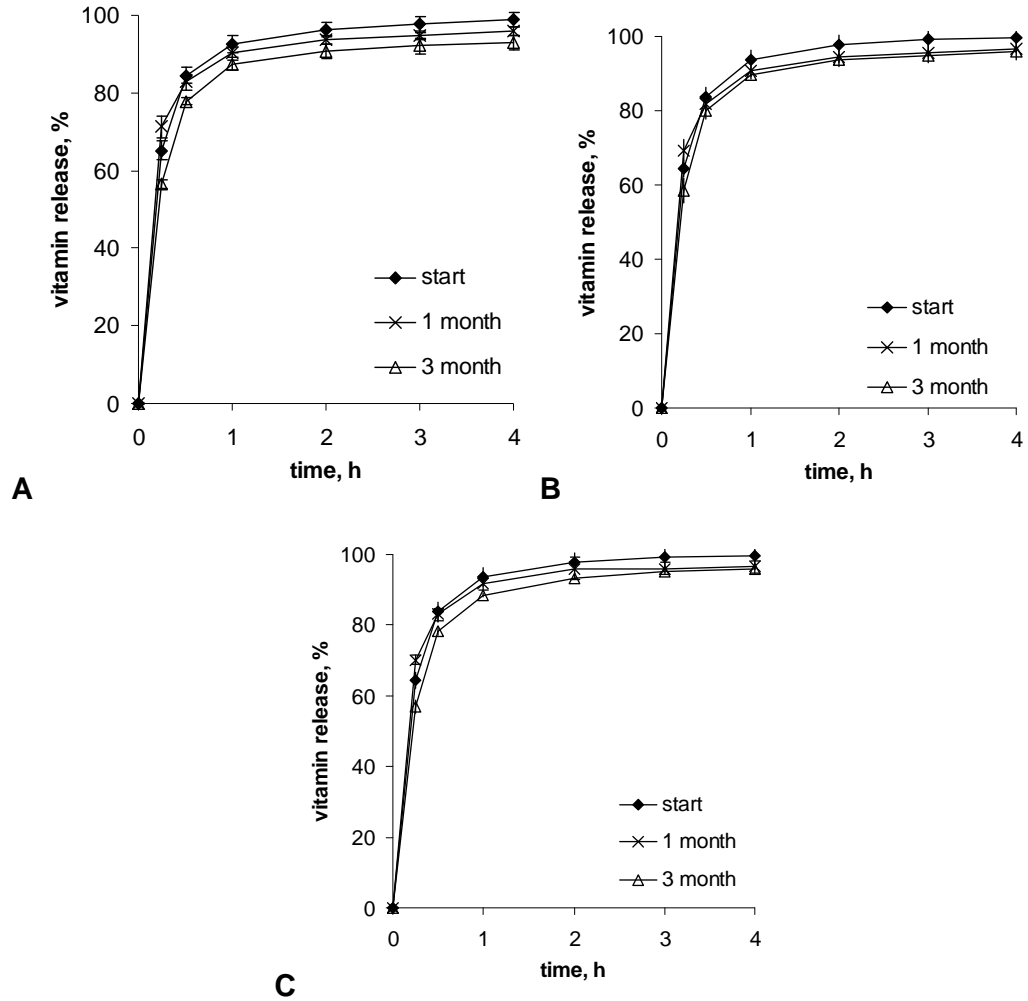 100
80
60
40
20
0
vitamin release, %
start
1 month
3 month
0 1 2 3 4
time, h
A
100
80
60
40
20
0
vitamin release, %
start
1 month
3 month
0 1 2 3 4
time, h
B
100
80
60
40
20
0
vitamin release, %
start
1 month
3 month
0 1 2 3 4
time, h
C